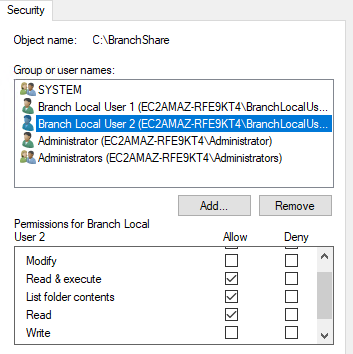 Security
Object name: C:\BranchShare
Group or user names:
SYSTEM
Branch Local User 1 (EC2AMAZ-RFE9KT4\BranchLocalUs...
Branch Local User 2 (EC2AMAZ-RFE9KT4\BranchLocalUs...
Administrator (EC2AMAZ-RFE9KT4\Administrator)
Administrators (EC2AMAZ-RFE9KT4\Administrators)
Add... Remove
Permissions for Branch Local
User 2 Allow Deny
Modify
Read & execute
List folder contents
Read
Write